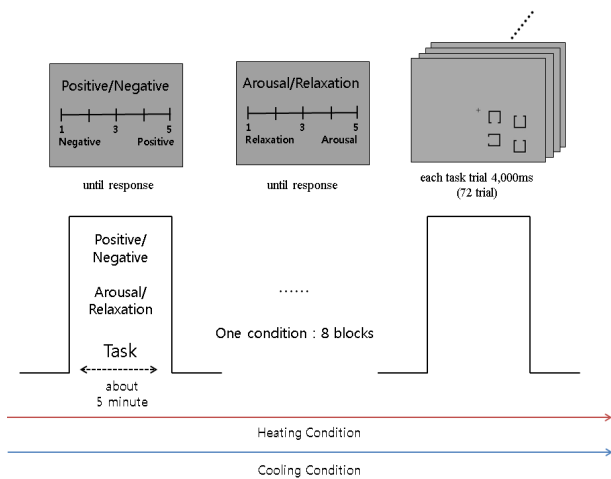 Positive/Negative
1 3 5
Negative Positive
until response
Arousal/Relaxation
1 3 5
Relaxation Arousal
until response
each task trial 4,000ms
(72 trial)
Positive/
Negative
Arousal/
Relaxation
Task
about
5 minute
......
One condition : 8 blocks
Heating Condition
Cooling Condition